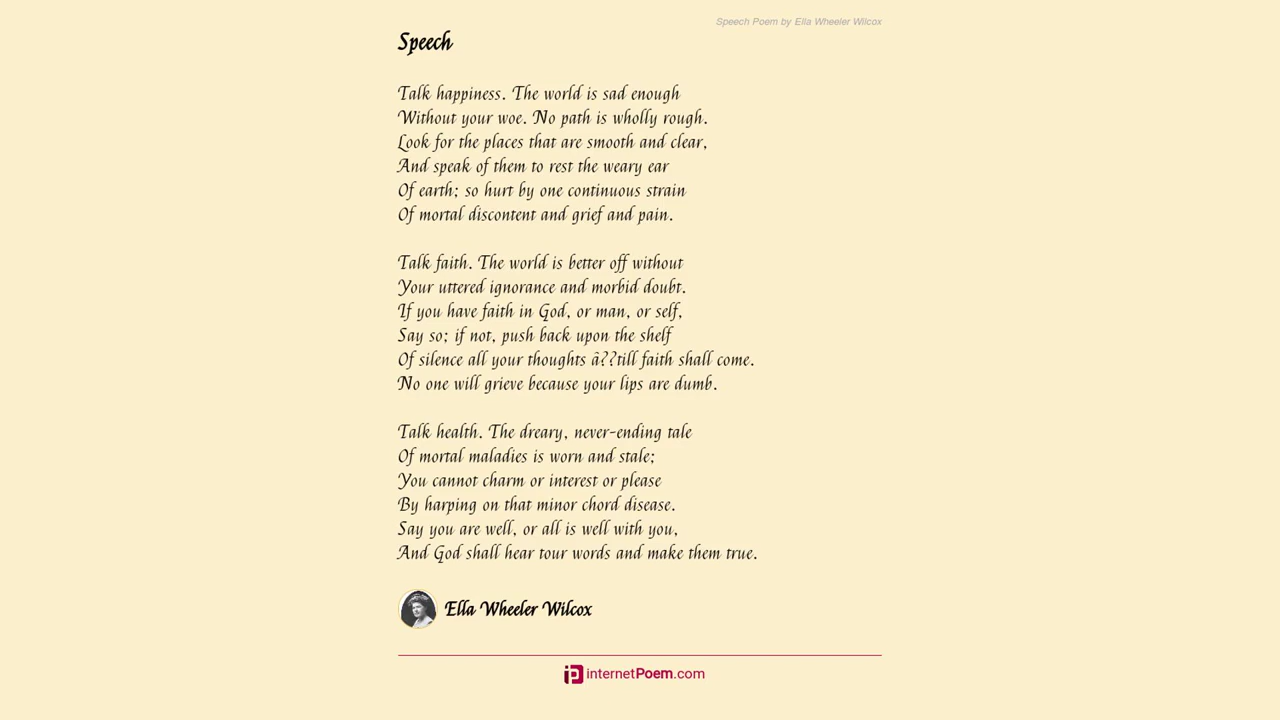 Speech Poem by Ella Wheeler Wilcox
Speech
Talk happiness. The world is sad enough
Without your woe. No path is wholly rough.
Look for the places that are smooth and clear,
And speak of them to rest the weary ear
Of earth; so hurt by one continuous strain
Of mortal discontent and grief and pain.
Talk faith. The world is better off without
Your uttered ignorance and morbid doubt.
If you have faith in God, or man, or self,
Say so; if not, push back upon the shelf
Of silence all your thoughts â??till faith shall come.
No one will grieve because your lips are dumb.
Talk health. The dreary, never-ending tale
Of mortal maladies is worn and stale;
You cannot charm or interest or please
By harping on that minor chord disease.
Say you are well, or all is well with you,
And God shall hear tour words and make them true.
Ella Wheeler Wilcox
internetPoem.com